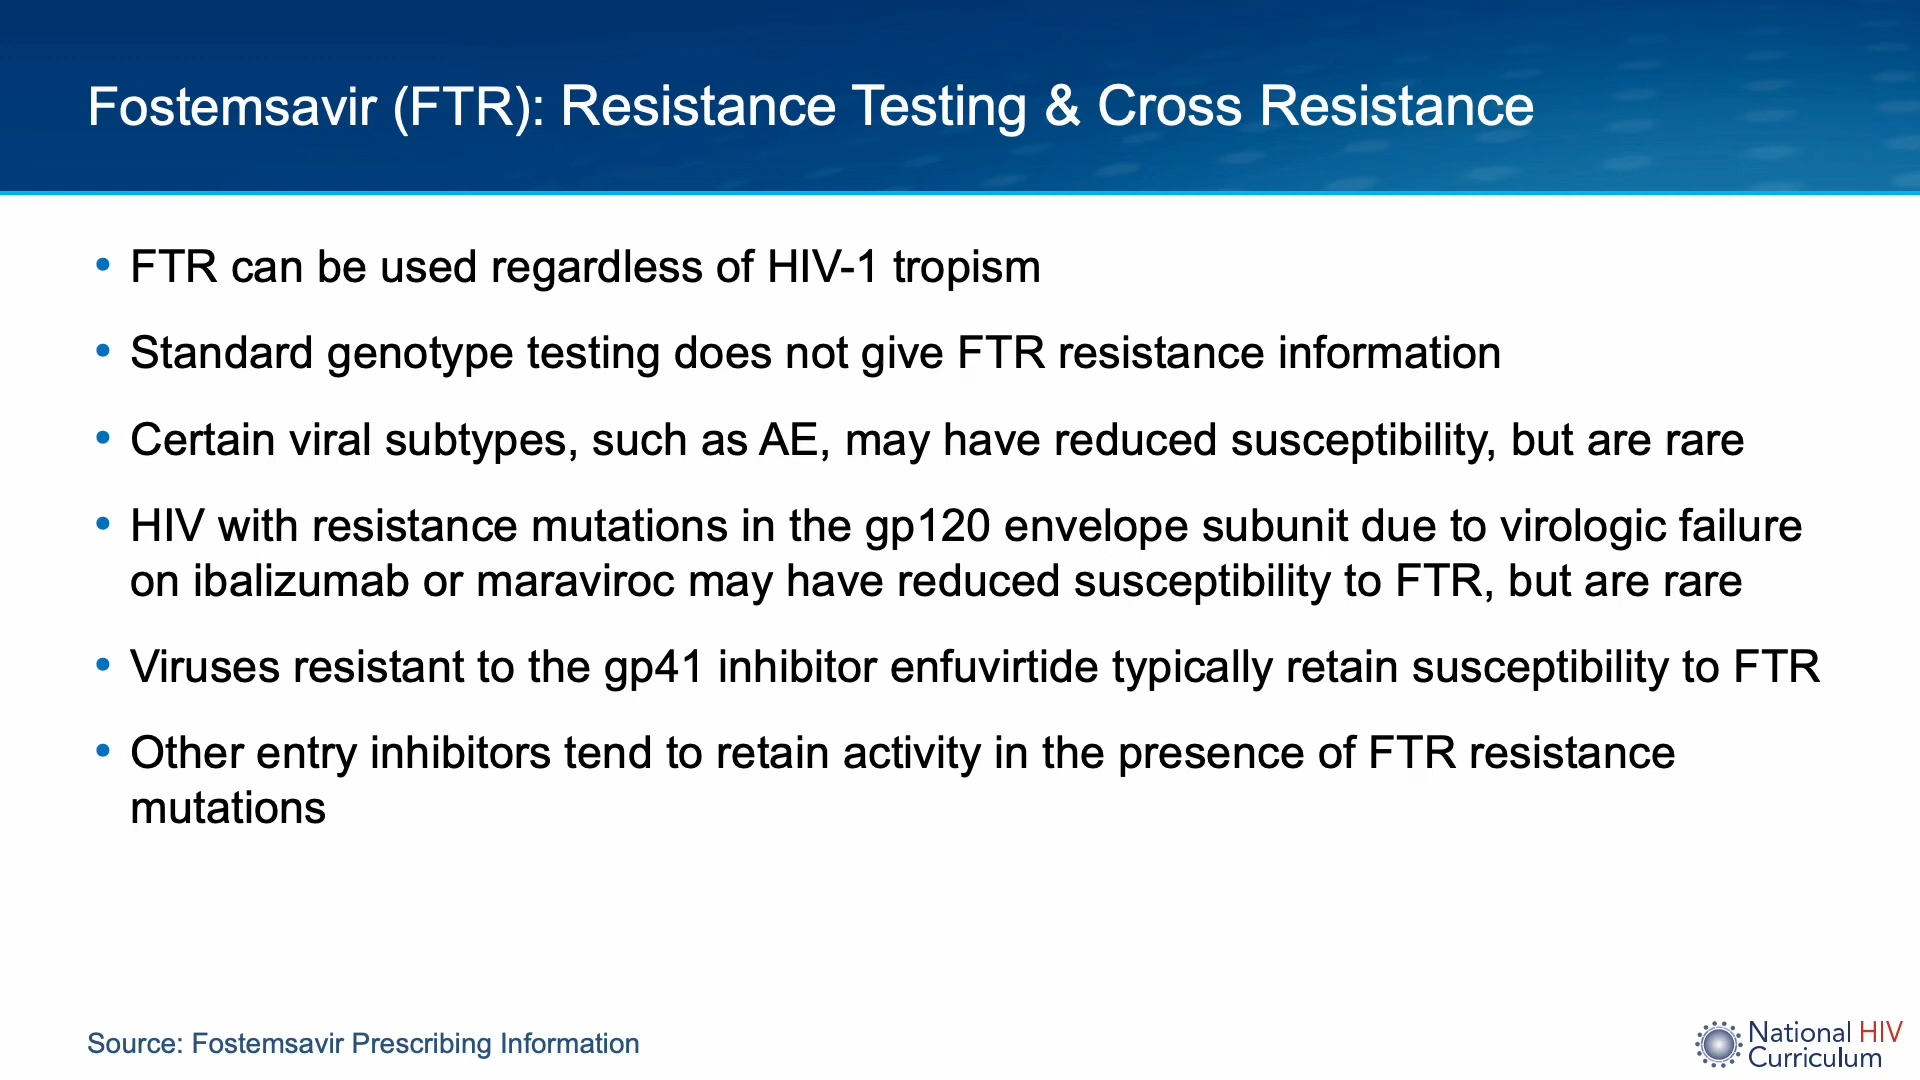 Fostemsavir (FTR): Resistance Testing & Cross Resistance
• FTR can be used regardless of HIV-1 tropism
• Standard genotype testing does not give FTR resistance information
• Certain viral subtypes, such as AE, may have reduced susceptibility, but are rare
• HIV with resistance mutations in the gp120 envelope subunit due to virologic failure
on ibalizumab or maraviroc may have reduced susceptibility to FTR, but are rare
• Viruses resistant to the gp41 inhibitor enfuvirtide typically retain susceptibility to FTR
• Other entry inhibitors tend to retain activity in the presence of FTR resistance
mutations
Source: Fostemsavir Prescribing Information
National HIV
Curriculum